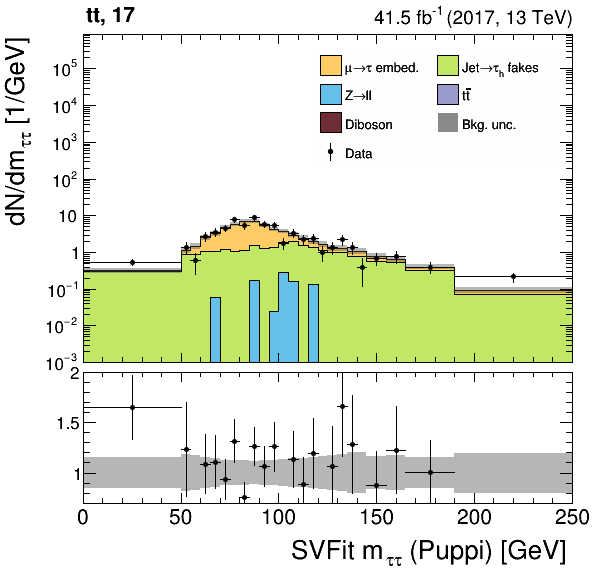 tt, 17
41.5 fb⁻¹ (2017, 13 TeV)
dN/dm_ττ [1/GeV]
μ→τ embed.
Jet→τ_h fakes
Z→ll
tt̅
Diboson
Bkg. unc.
Data
10⁵
10⁴
10³
10²
10
1
10⁻¹
10⁻²
10⁻³
2
1.5
1
0 50 100 150 200 250
SVFit m_ττ (Puppi) [GeV]